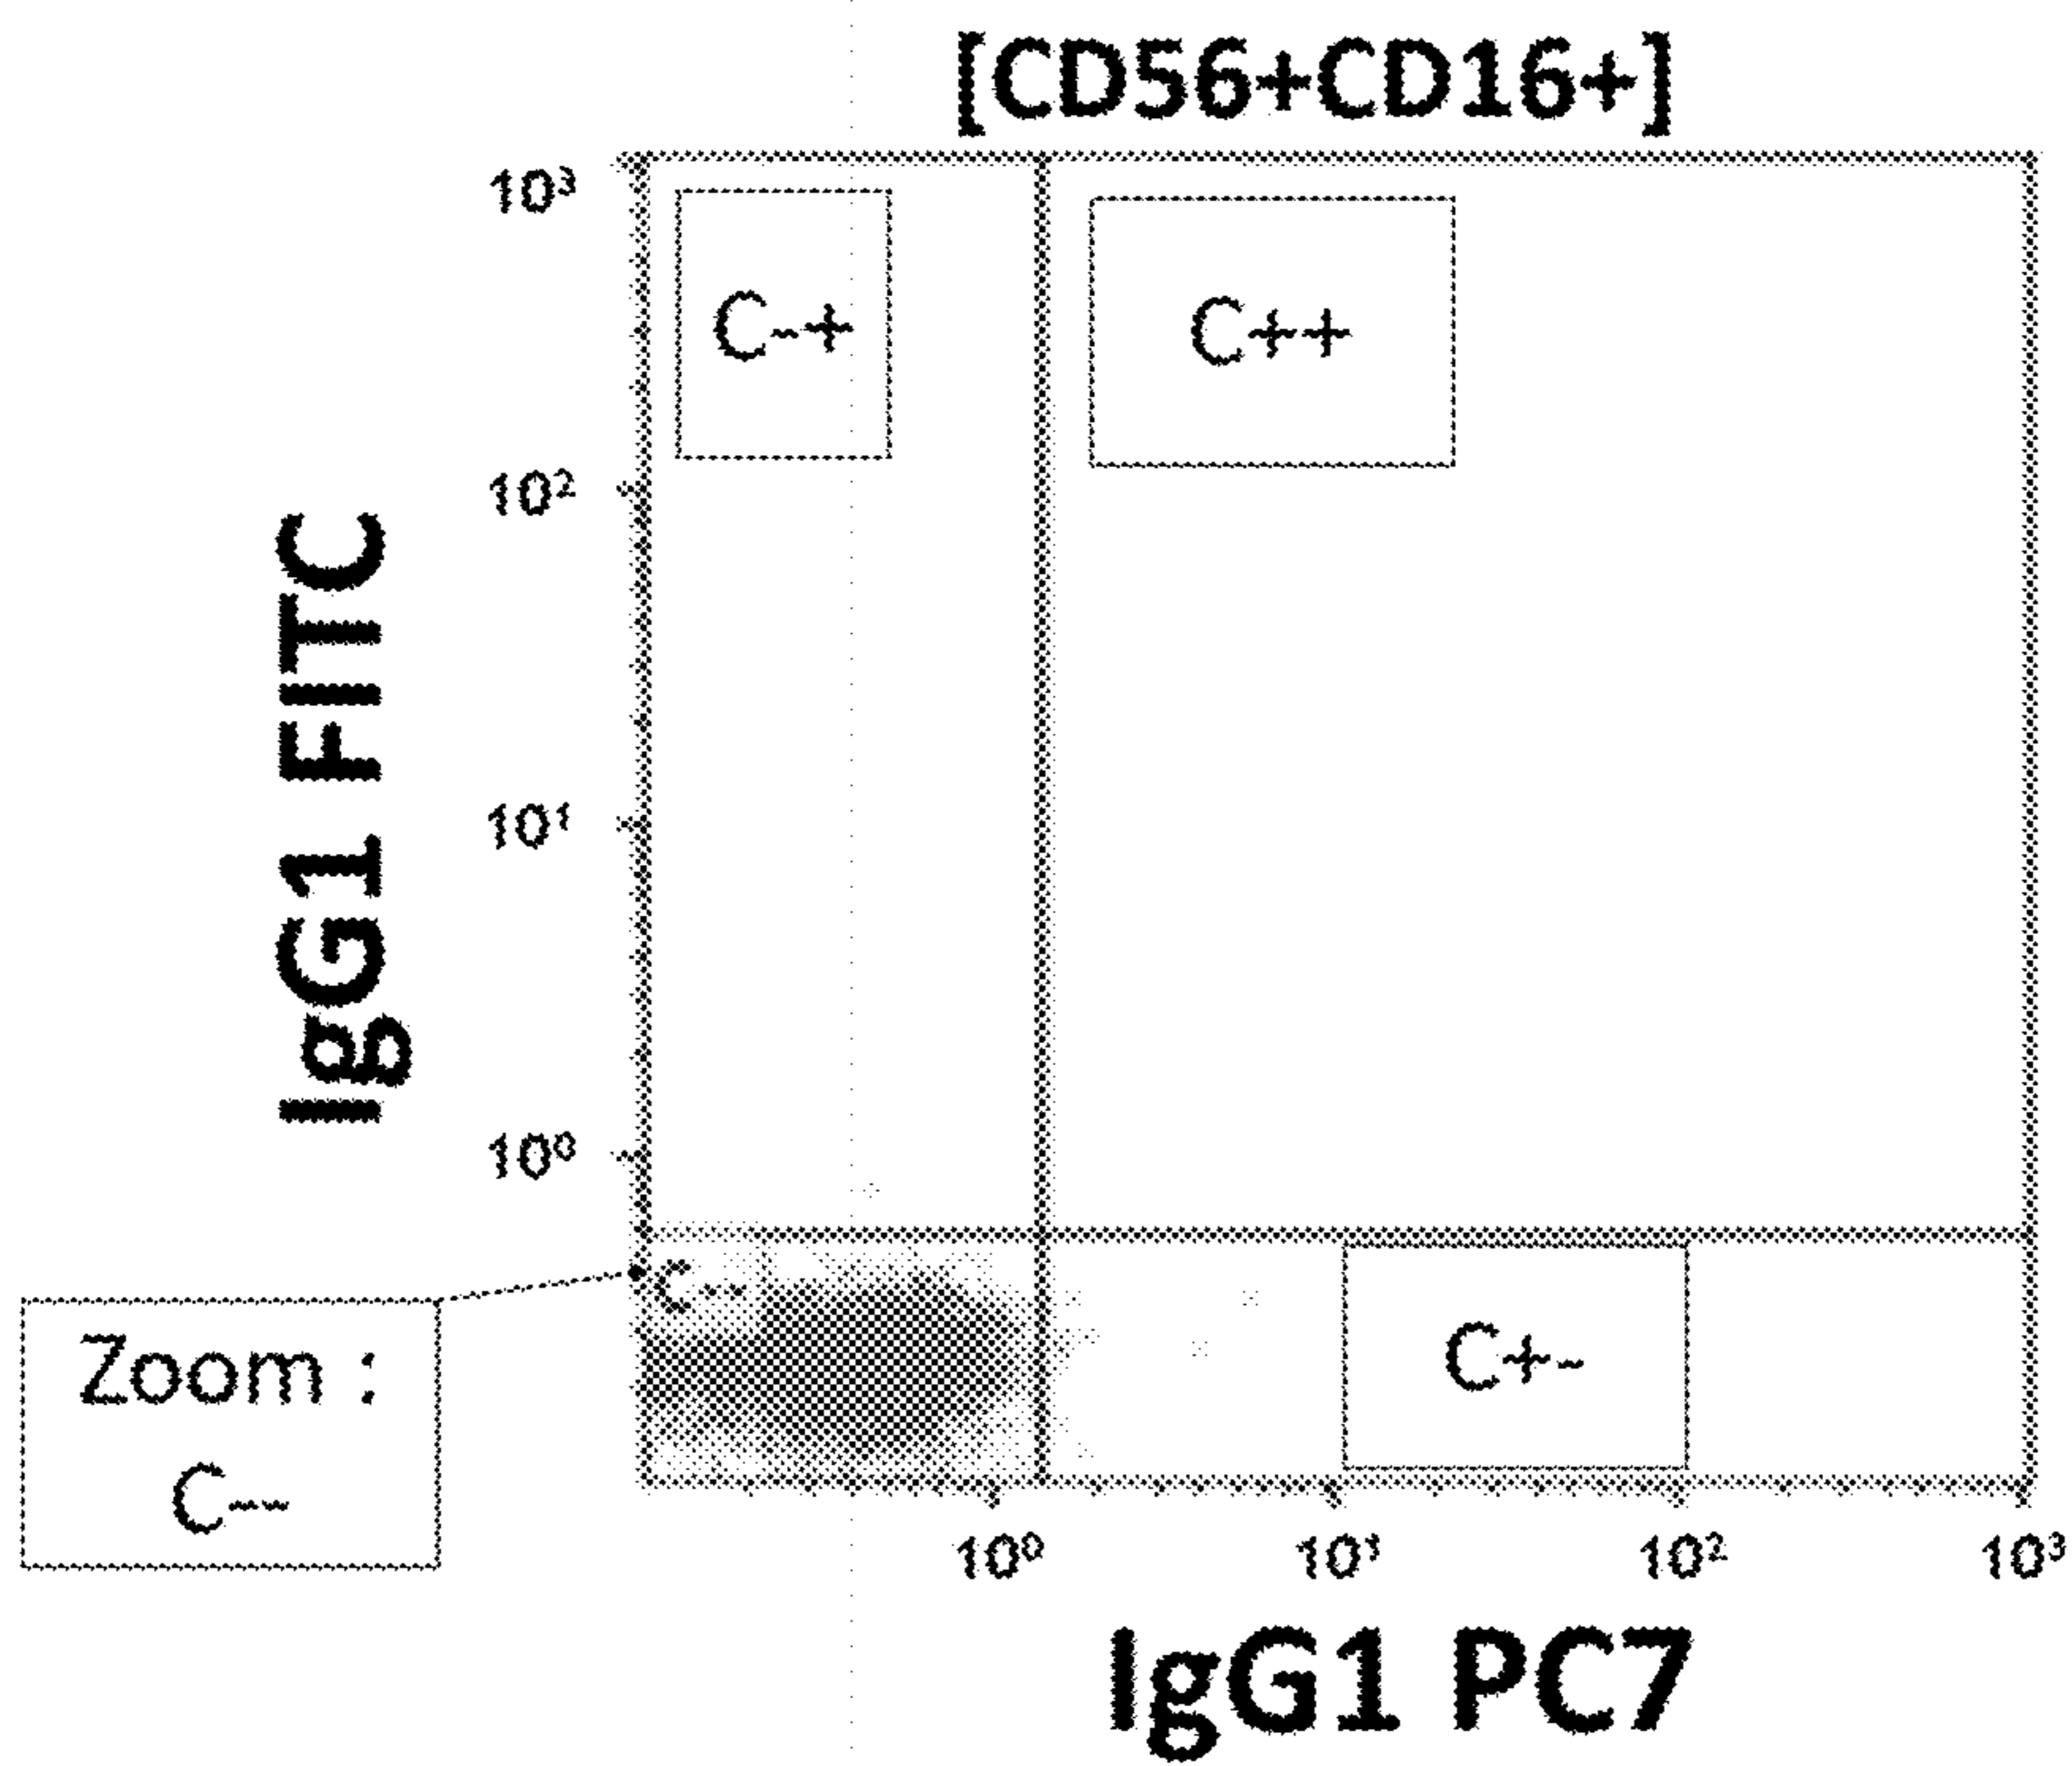 [CD56+CD16+]
10³
C-+
C++
10²
IgG1 FITC
10¹
10⁰
C--
C+-
Zoom :
C--
10⁰ 10¹ 10² 10³
IgG1 PC7